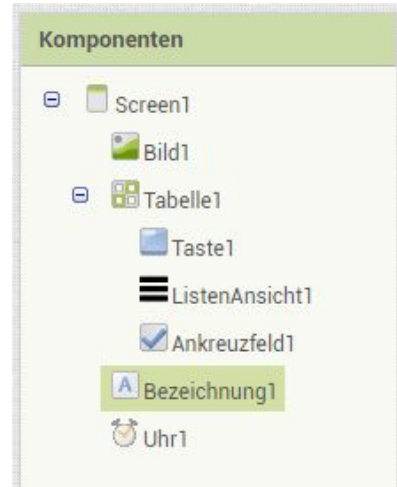 Komponenten
Screen1
Bild1
Tabelle1
Taste1
ListenAnsicht1
Ankreuzfeld1
A Bezeichnung1
Uhr1